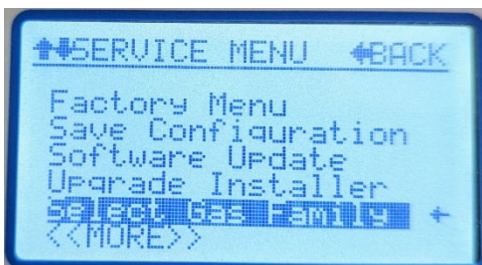 SERVICE MENU BACK
Factory Menu
Save Configuration
Software Update
Upgrade Installer
Select Gas Family
<<MORE>>